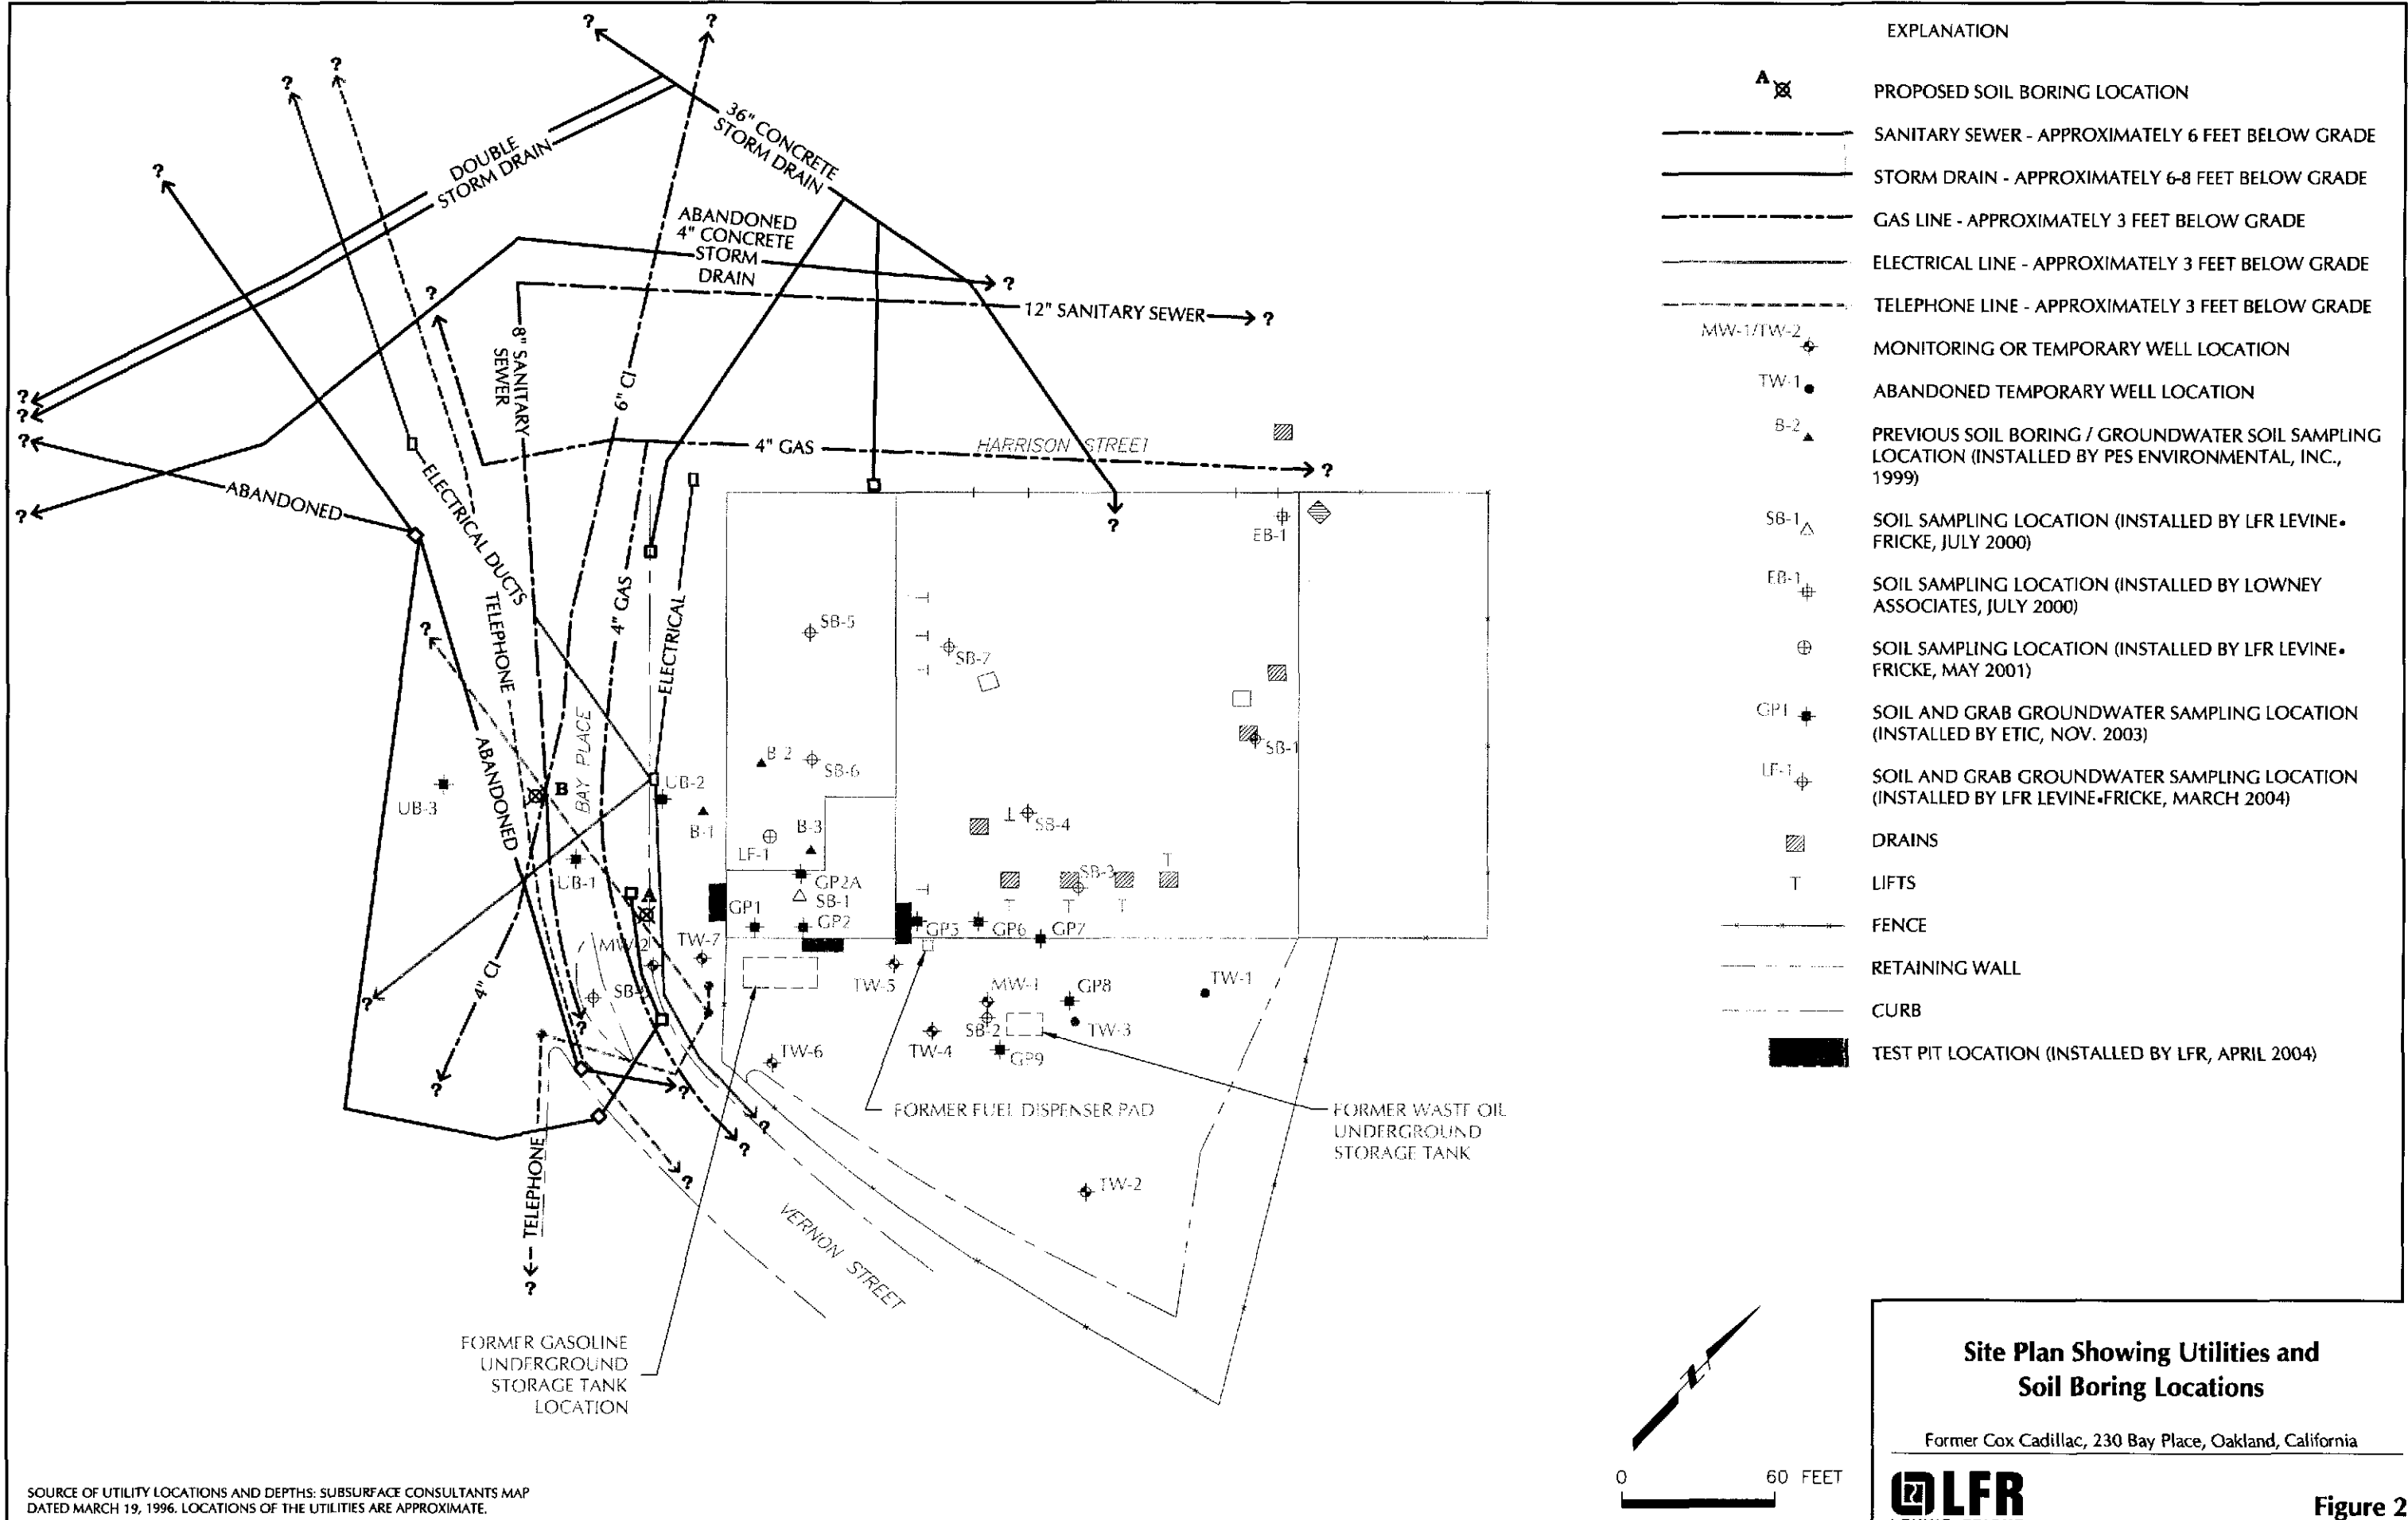 EXPLANATION
A
PROPOSED SOIL BORING LOCATION
SANITARY SEWER - APPROXIMATELY 6 FEET BELOW GRADE
STORM DRAIN - APPROXIMATELY 6-8 FEET BELOW GRADE
GAS LINE - APPROXIMATELY 3 FEET BELOW GRADE
ELECTRICAL LINE - APPROXIMATELY 3 FEET BELOW GRADE
TELEPHONE LINE - APPROXIMATELY 3 FEET BELOW GRADE
MW-1/TW-2
MONITORING OR TEMPORARY WELL LOCATION
TW-1
ABANDONED TEMPORARY WELL LOCATION
B-2
PREVIOUS SOIL BORING / GROUNDWATER SOIL SAMPLING
LOCATION (INSTALLED BY PES ENVIRONMENTAL, INC.,
1999)
SB-1
SOIL SAMPLING LOCATION (INSTALLED BY LFR LEVINE•
FRICKE, JULY 2000)
EB-1
SOIL SAMPLING LOCATION (INSTALLED BY LOWNEY
ASSOCIATES, JULY 2000)
SOIL SAMPLING LOCATION (INSTALLED BY LFR LEVINE•
FRICKE, MAY 2001)
GP1
SOIL AND GRAB GROUNDWATER SAMPLING LOCATION
(INSTALLED BY ETIC, NOV. 2003)
LF-1
SOIL AND GRAB GROUNDWATER SAMPLING LOCATION
(INSTALLED BY LFR LEVINE•FRICKE, MARCH 2004)
DRAINS
T
LIFTS
FENCE
RETAINING WALL
CURB
TEST PIT LOCATION (INSTALLED BY LFR, APRIL 2004)
? ?
? ?
?
DOUBLE
STORM DRAIN
36" CONCRETE
STORM DRAIN
ABANDONED
4" CONCRETE
STORM
DRAIN
?
12" SANITARY SEWER
?
8" SANITARY
SEWER
6" CI
?
?
?
?
?
4" GAS
HARRISON STREET
?
?
ABANDONED
ELECTRICAL DUCTS
TELEPHONE
4" GAS
ELECTRICAL
BAY PLACE
ABANDONED
?
EB-1
SB-5
SB-7
B-2
SB-6
SB-1
UB-3
B
UB-2
B-1
B-3
LF-1
SB-4
SB-3
UB-1
A
GP2A
SB-1
GP1
GP2
GP5
GP6
GP7
MW-2
TW-7
TW-5
MW-1
GP8
TW-1
SB-2
TW-3
TW-4
GP9
TW-6
TW-2
4" CI
?
?
?
?
?
?
?
TELEPHONE
?
FORMER FUEL DISPENSER PAD
FORMER WASTE OIL
UNDERGROUND
STORAGE TANK
VERNON STREET
FORMER GASOLINE
UNDERGROUND
STORAGE TANK
LOCATION
0 60 FEET
Site Plan Showing Utilities and
Soil Boring Locations
Former Cox Cadillac, 230 Bay Place, Oakland, California
LFR
Figure 2
SOURCE OF UTILITY LOCATIONS AND DEPTHS: SUBSURFACE CONSULTANTS MAP
DATED MARCH 19, 1996. LOCATIONS OF THE UTILITIES ARE APPROXIMATE.